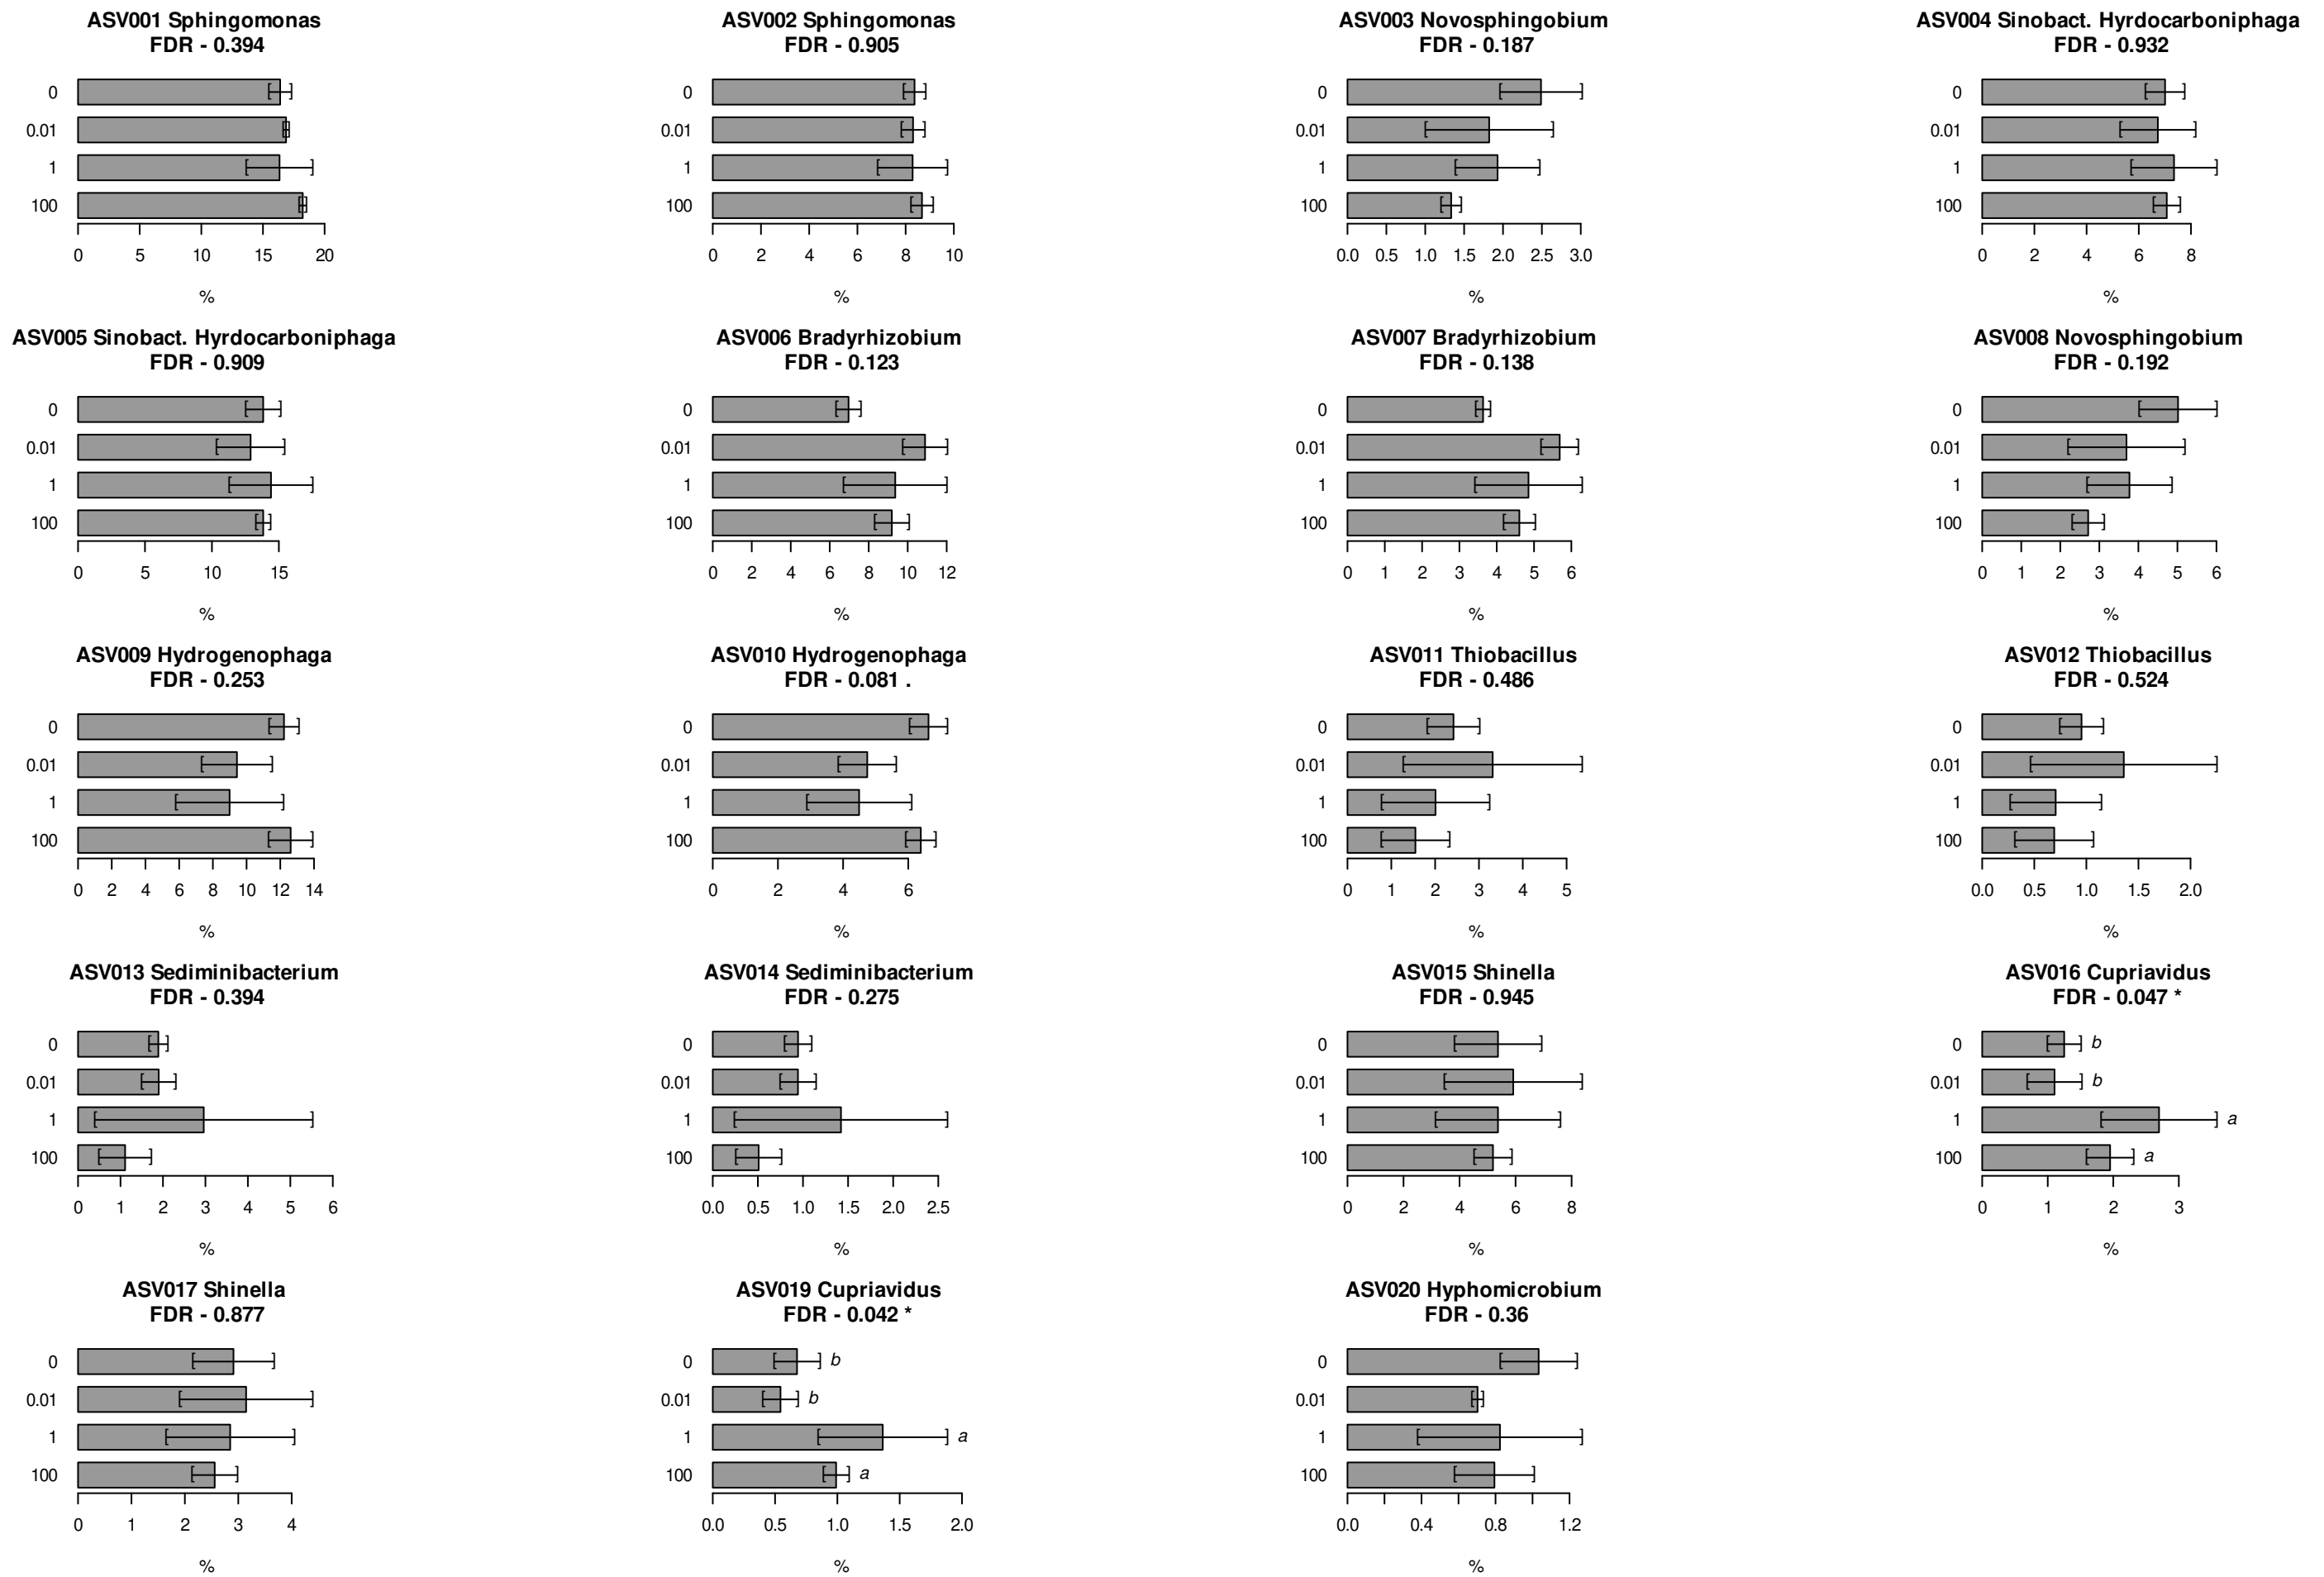 ASV001 Sphingomonas
FDR - 0.394
0
0.01
1
100
0 5 10 15 20
%
ASV002 Sphingomonas
FDR - 0.905
0
0.01
1
100
0 2 4 6 8 10
%
ASV003 Novosphingobium
FDR - 0.187
0
0.01
1
100
0.0 0.5 1.0 1.5 2.0 2.5 3.0
%
ASV004 Sinobact. Hyrdocarboniphaga
FDR - 0.932
0
0.01
1
100
0 2 4 6 8
%
ASV005 Sinobact. Hyrdocarboniphaga
FDR - 0.909
0
0.01
1
100
0 5 10 15
%
ASV006 Bradyrhizobium
FDR - 0.123
0
0.01
1
100
0 2 4 6 8 10 12
%
ASV007 Bradyrhizobium
FDR - 0.138
0
0.01
1
100
0 1 2 3 4 5 6
%
ASV008 Novosphingobium
FDR - 0.192
0
0.01
1
100
0 1 2 3 4 5 6
%
ASV009 Hydrogenophaga
FDR - 0.253
0
0.01
1
100
0 2 4 6 8 10 12 14
%
ASV010 Hydrogenophaga
FDR - 0.081 .
0
0.01
1
100
0 2 4 6
%
ASV011 Thiobacillus
FDR - 0.486
0
0.01
1
100
0 1 2 3 4 5
%
ASV012 Thiobacillus
FDR - 0.524
0
0.01
1
100
0.0 0.5 1.0 1.5 2.0
%
ASV013 Sediminibacterium
FDR - 0.394
0
0.01
1
100
0 1 2 3 4 5 6
%
ASV014 Sediminibacterium
FDR - 0.275
0
0.01
1
100
0.0 0.5 1.0 1.5 2.0 2.5
%
ASV015 Shinella
FDR - 0.945
0
0.01
1
100
0 2 4 6 8
%
ASV016 Cupriavidus
FDR - 0.047 *
0 b
0.01 b
1 a
100 a
0 1 2 3
%
ASV017 Shinella
FDR - 0.877
0
0.01
1
100
0 1 2 3 4
%
ASV019 Cupriavidus
FDR - 0.042 *
0 b
0.01 b
1 a
100 a
0.0 0.5 1.0 1.5 2.0
%
ASV020 Hyphomicrobium
FDR - 0.36
0
0.01
1
100
0.0 0.4 0.8 1.2
%